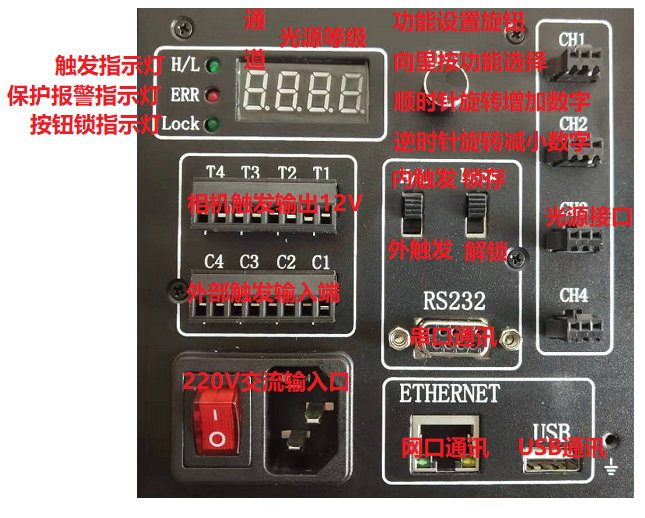 通道
光源等级
功能设置旋钮
触发指示灯 H/L
向里按功能选择
CH1
保护报警指示灯 ERR
顺时针旋转增加数字
按钮锁指示灯 Lock
逆时针旋转减小数字
CH2
T4 T3 T2 T1
内触发 锁存
相机触发输出12V
光源接口
外触发 解锁
C4 C3 C2 C1
外部触发输入端
RS232
CH4
串口通讯
220V交流输入口
ETHERNET
USB
网口通讯
USB通讯